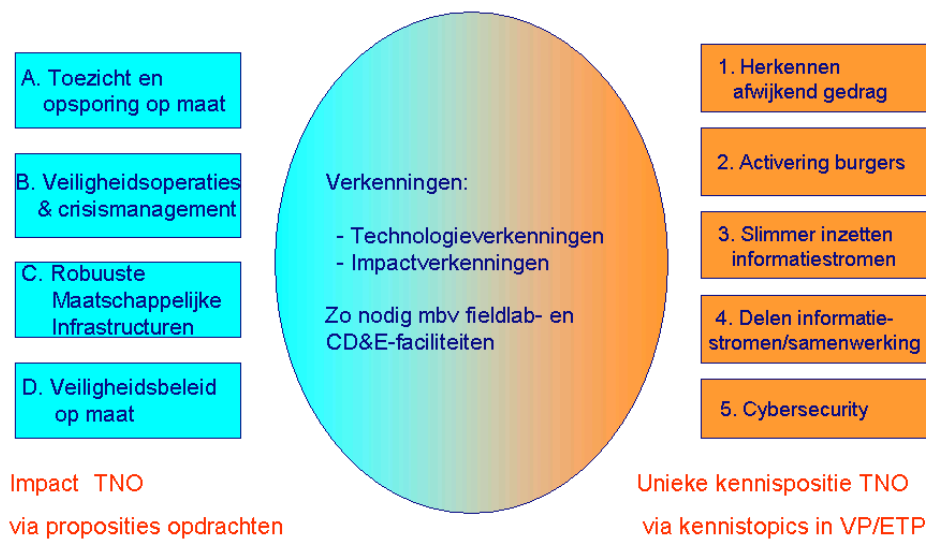 A. Toezicht en
opsporing op maat
B. Veiligheidsoperaties
& crisismanagement
C. Robuuste
Maatschappelijke
Infrastructuren
D. Veiligheidsbeleid
op maat
Impact TNO
via proposities opdrachten
Verkenningen:
- Technologieverkenningen
- Impactverkenningen
Zo nodig mbv fieldlab- en
CD&E-faciliteiten
1. Herkennen
afwijkend gedrag
2. Activering burgers
3. Slimmer inzetten
informatiestromen
4. Delen informatie-
stromen/samenwerking
5. Cybersecurity
Unieke kennispositie TNO
via kennistopics in VP/ETP